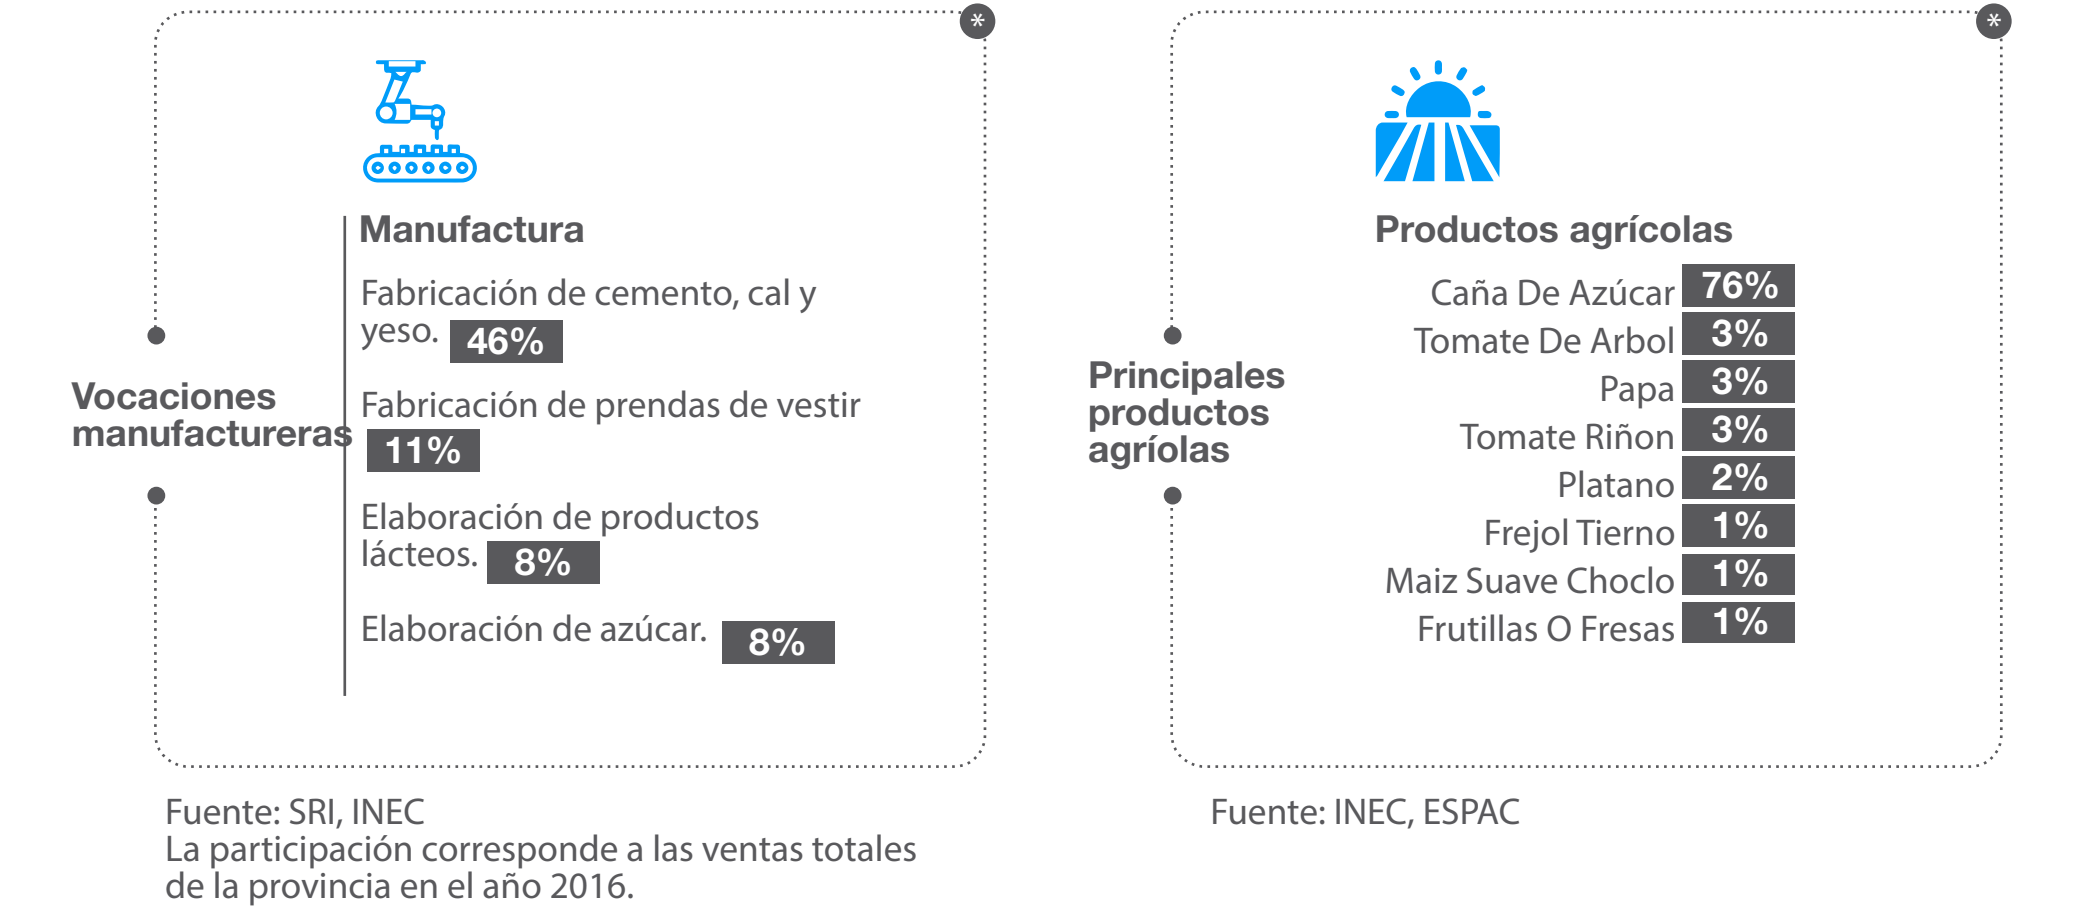 *
Manufactura
Fabricación de cemento, cal y
yeso. 46%
Fabricación de prendas de vestir
11%
Elaboración de productos
lácteos. 8%
Elaboración de azúcar. 8%
Vocaciones
manufactureras
Fuente: SRI, INEC
La participación corresponde a las ventas totales
de la provincia en el año 2016.
*
Productos agrícolas
Caña De Azúcar 76%
Tomate De Arbol 3%
Papa 3%
Tomate Riñon 3%
Platano 2%
Frejol Tierno 1%
Maiz Suave Choclo 1%
Frutillas O Fresas 1%
Principales
productos
agríolas
Fuente: INEC, ESPAC